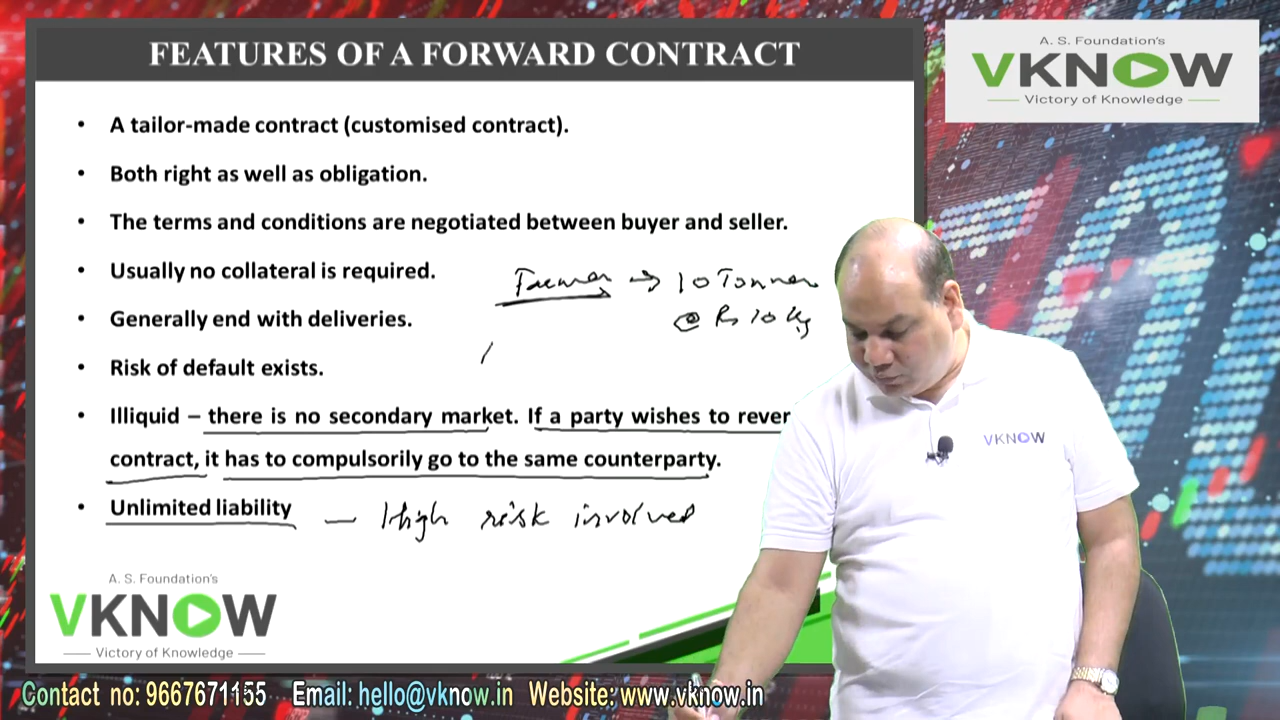 FEATURES OF A FORWARD CONTRACT
A. S. Foundation's
VKNOW
Victory of Knowledge
• A tailor-made contract (customised contract).
• Both right as well as obligation.
• The terms and conditions are negotiated between buyer and seller.
• Usually no collateral is required.
→ 10 Tonnes
• Generally end with deliveries.
@ Rs 10 kg
• Risk of default exists.
• Illiquid – there is no secondary market. If a party wishes to rever
contract, it has to compulsorily go to the same counterparty.
• Unlimited liability — High risk involved
VKNOW
A. S. Foundation's
VKNOW
Victory of Knowledge
Contact no: 9667671155 Email: hello@vknow.in Website: www.vknow.in